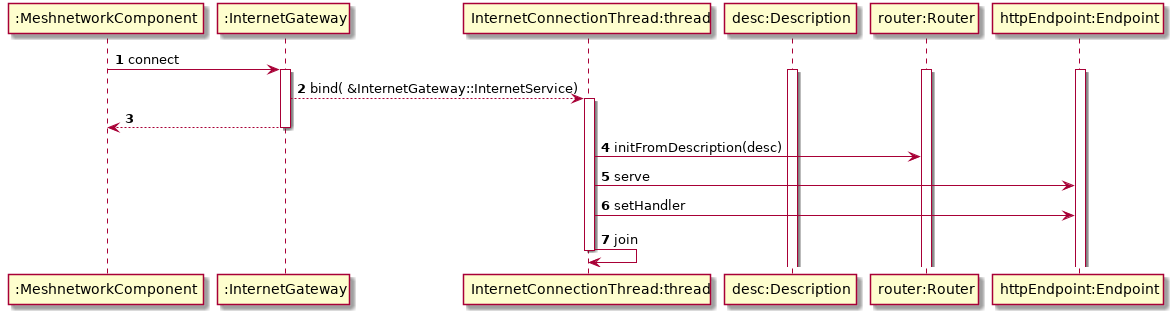 :MeshnetworkComponent :InternetGateway InternetConnectionThread:thread desc:Description router:Router httpEndpoint:Endpoint
1 connect
2 bind( &InternetGateway::InternetService)
3
4 initFromDescription(desc)
5 serve
6 setHandler
7 join
:MeshnetworkComponent :InternetGateway InternetConnectionThread:thread desc:Description router:Router httpEndpoint:Endpoint